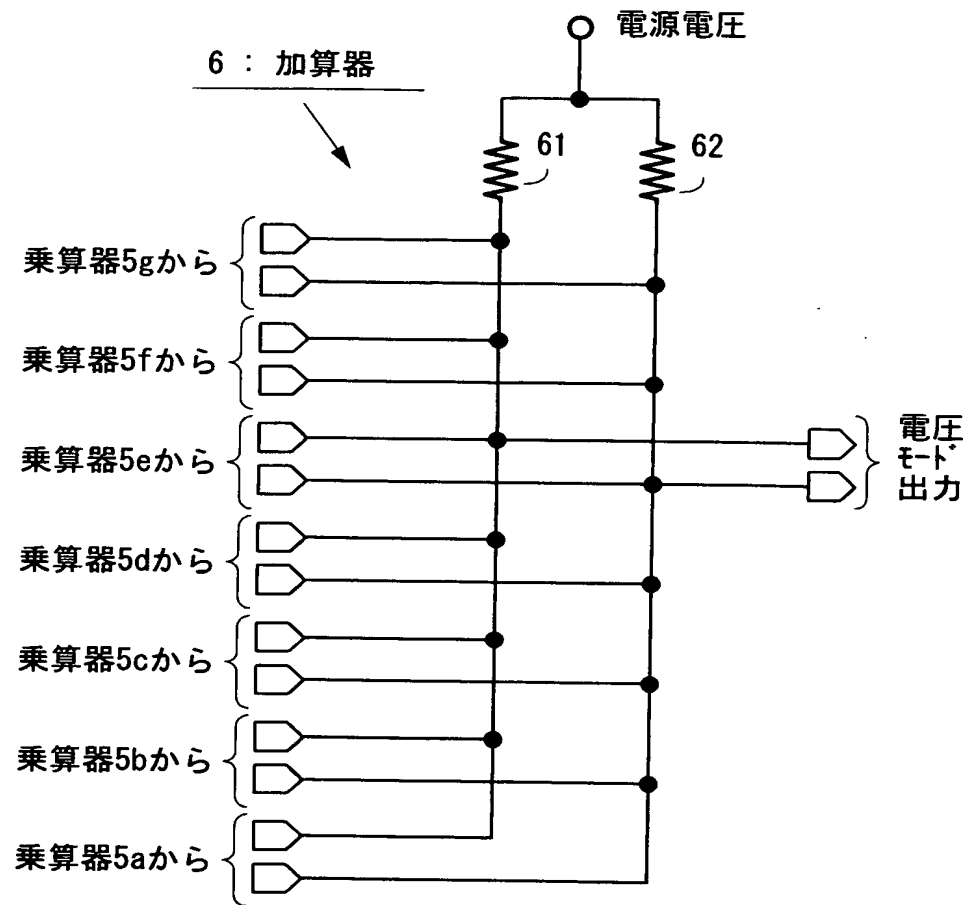 電源電圧
6 : 加算器
61
62
乗算器5gから
乗算器5fから
乗算器5eから
電圧
モード
出力
乗算器5dから
乗算器5cから
乗算器5bから
乗算器5aから